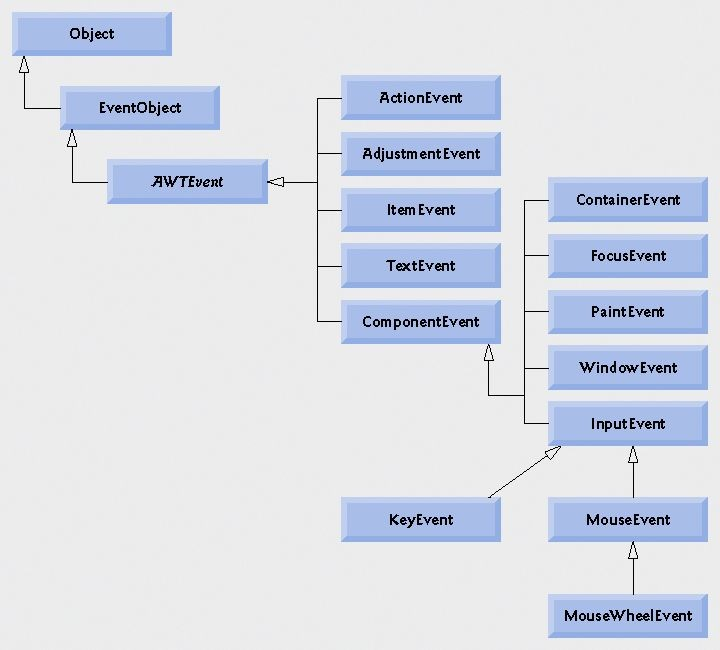 Object
EventObject
AWTEvent
ActionEvent
AdjustmentEvent
ItemEvent
TextEvent
ComponentEvent
ContainerEvent
FocusEvent
PaintEvent
WindowEvent
InputEvent
KeyEvent
MouseEvent
MouseWheelEvent